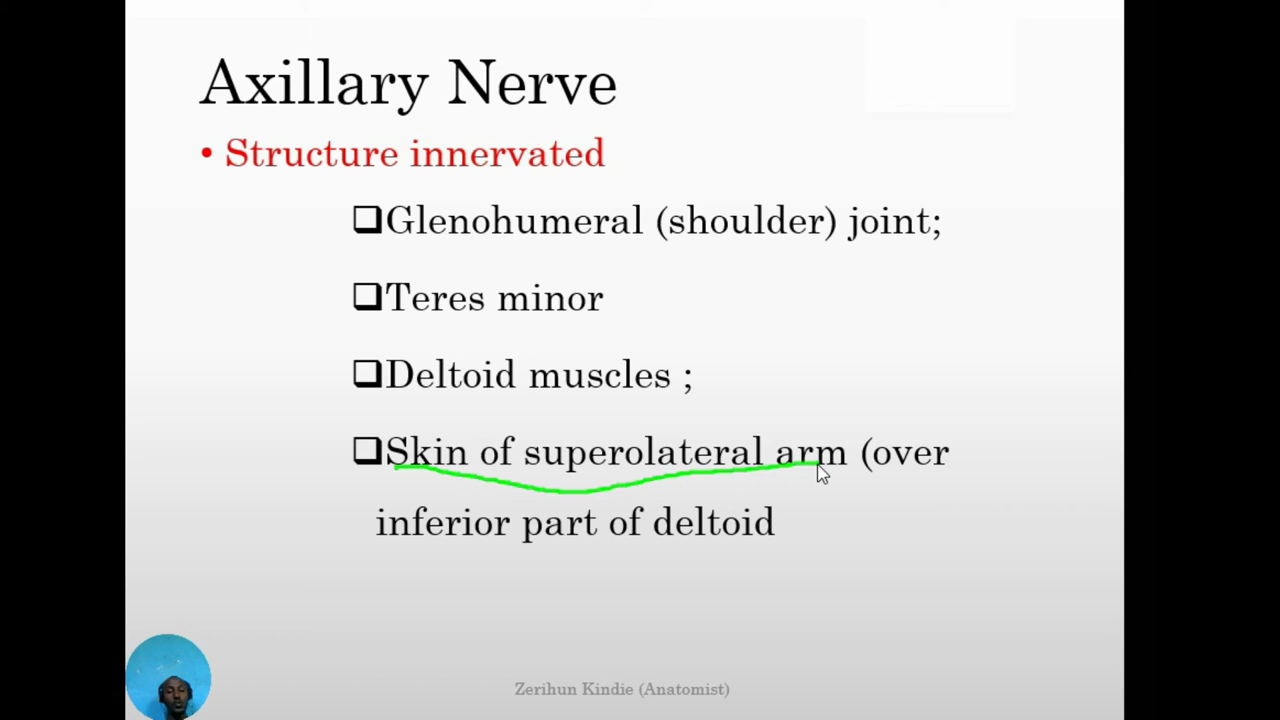 Axillary Nerve
• Structure innervated
❑Glenohumeral (shoulder) joint;
❑Teres minor
❑Deltoid muscles ;
❑Skin of superolateral arm (over
inferior part of deltoid
Zerihun Kindie (Anatomist)